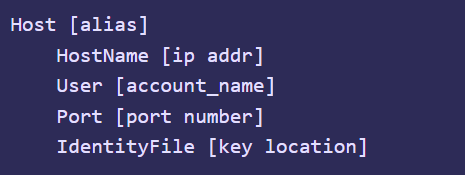 Host [alias]
    HostName [ip addr]
    User [account_name]
    Port [port number]
    IdentityFile [key location]